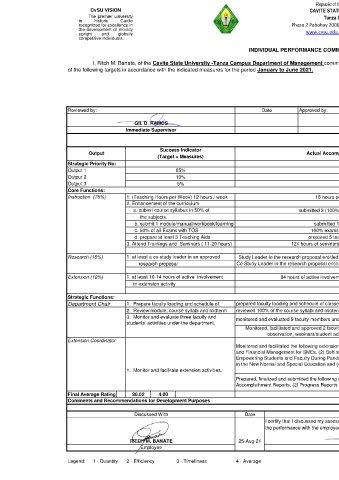 CvSU VISION
The premier university
in historic Cavite
recognized for excellence in
the development of morally
upright and globally
competitive individuals.
Republic of
CAVITE STAT
Tanza C
Phase 2 Pabahay 2000
www.cvsu.edu
INDIVIDUAL PERFORMANCE COMM
I, Rich M. Banate, of the Cavite State University -Tanza Campus Department of Management comm
of the following targets in accordance with the indicated measures for the period January to June 2021.
Reviewed by: Date Approved by:
GIL D. RAMOS
Immediate Supervisor
Output Success Indicator (Target + Measures) Actual Accom
Strategic Priority No:
Output 1 85%
Output 2 10%
Output 3 5%
Core Functions:
Instruction (75%) 1. (Teaching Hours per Week) 12 hours / week 18 hours p
2. Enhancement of the curriculum
a. submit course syllabus in 50% of submitted 3 (100%
the subjects.
b. submit 1 module/manual/workbook/learning submitted 1
c. 50% of all Exams with TOS 100% exams
d. prepare at least 3 Teaching Aids prepared 5 tea
3. Attend Trainings and Seminars ( 11-20 hours) 124 hours of seminars
Research (15%) 1. at least a co study leader in an approved Study Leader in the research proposal entitled
research proposal Co-Study Leader in the research proposal entit
Extension (10%) 1. at least 10-14 hours of active involvement 84 hours of active involvem
in extension activity
Strategic Functions:
Department Chair 1. Prepare faculty loading and schedule of prepared faculty loading and schedule of classes
2. Review module, course syllabi and midterm reviewed 100% of the course syllabi and midterm
3. Monitor and evaluate three faculty and monitored and evaluated 9 faculty members and
students' activities under the department.
Monitored, facilitated and approved 2 facult
observation, webinars/student act
Extension Coordinator
1. Monitor and facilitate extension activities.
Monitored and facilitated the following extension
and Financial Management for SMEs, (2) Soft s
Empowering Students and Faculty During Pand
in the New Normal and Special Education and (
Prepared, finalized and submitted the following r
Accomplishment Reports, (2) Progress Reports
Final Average Rating 4.00
Comments and Recommendations for Development Purposes
Discussed With Date
I certify that I discussed my assess
the performance with the employe
RICH M. BANATE 25 Aug 21
Employee
Legend: 1 - Quantity 2 - Efficiency 3 - Timeliness 4 - Average